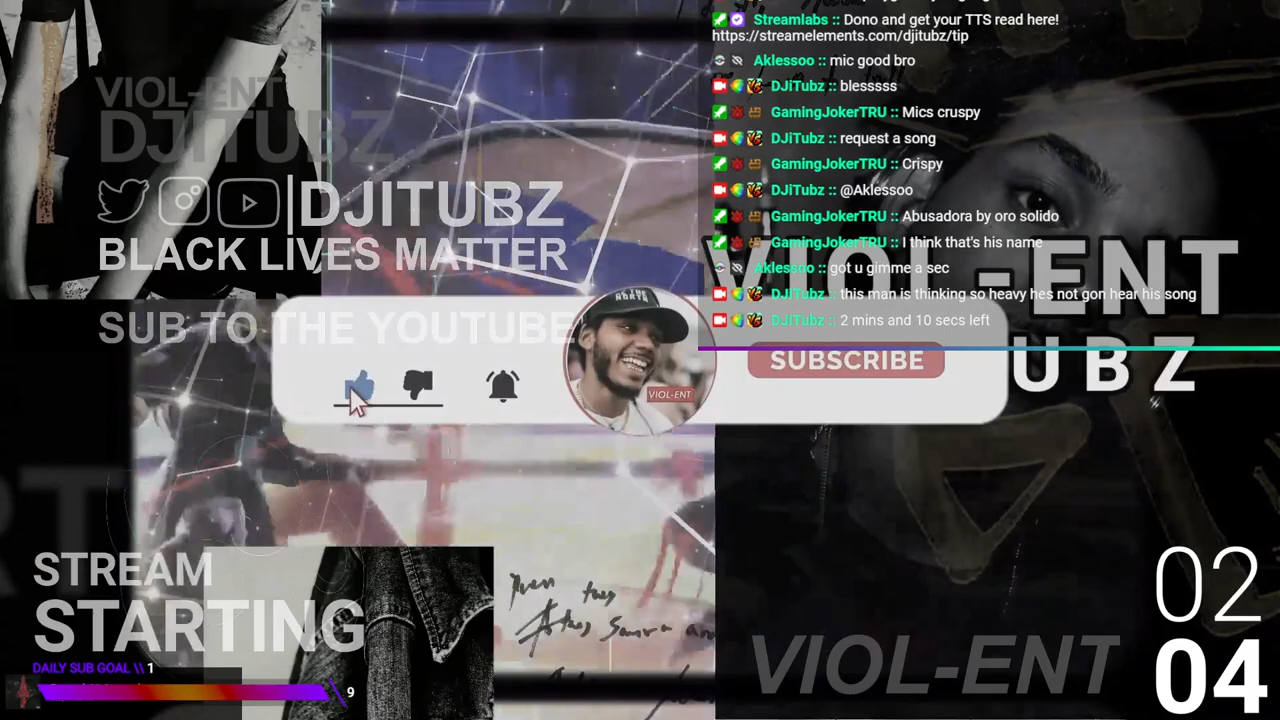 Streamlabs :: Dono and get your TTS read here!
https://streamelements.com/djitubz/tip
Aklessoo :: mic good bro
DJiTubz :: blesssss
GamingJokerTRU :: Mics cruspy
DJiTubz :: request a song
GamingJokerTRU :: Crispy
DJiTubz :: @Aklessoo
GamingJokerTRU :: Abusadora by oro solido
GamingJokerTRU :: I think that's his name
Aklessoo :: got u gimme a sec
DJiTubz :: this man is thinking so heavy hes not gon hear his song
DJiTubz :: 2 mins and 10 secs left
VIOL-ENT
DJITUBZ
|DJITUBZ
BLACK LIVES MATTER
SUB TO THE YOUTUBE
VIOL-ENT
UBZ
VIOL-ENT
SUBSCRIBE
STREAM
STARTING
DAILY SUB GOAL \\ 1
9
VIOL-ENT
02
04